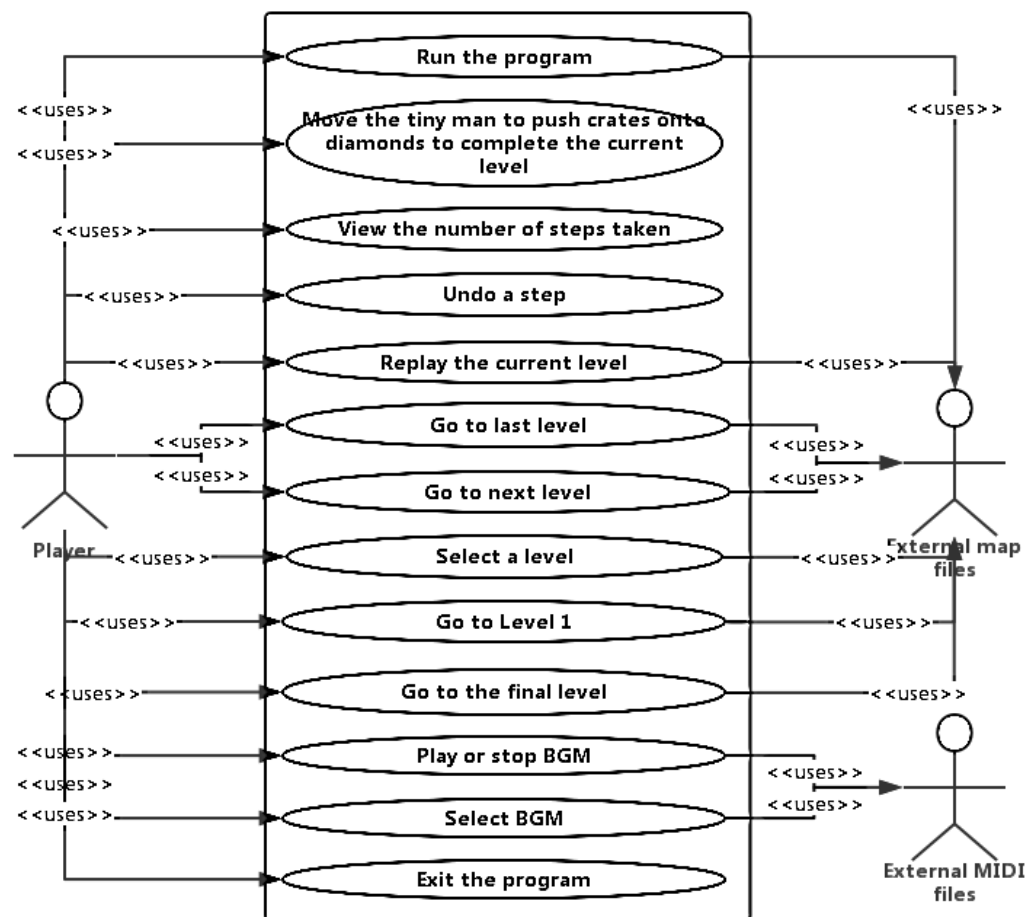 Run the program
<<uses>>
<<uses>>
Move the tiny man to push crates onto
diamonds to complete the current
level
<<uses>>
<<uses>>
View the number of steps taken
<<uses>>
Undo a step
<<uses>>
Replay the current level
<<uses>>
<<uses>>
Go to last level
<<uses>>
<<uses>>
<<uses>>
<<uses>>
Go to next level
Player
External map
files
<<uses>>
Select a level
<<uses>>
<<uses>>
Go to Level 1
<<uses>>
<<uses>>
Go to the final level
<<uses>>
<<uses>>
Play or stop BGM
<<uses>>
<<uses>>
<<uses>>
<<uses>>
Select BGM
External MIDI
files
Exit the program